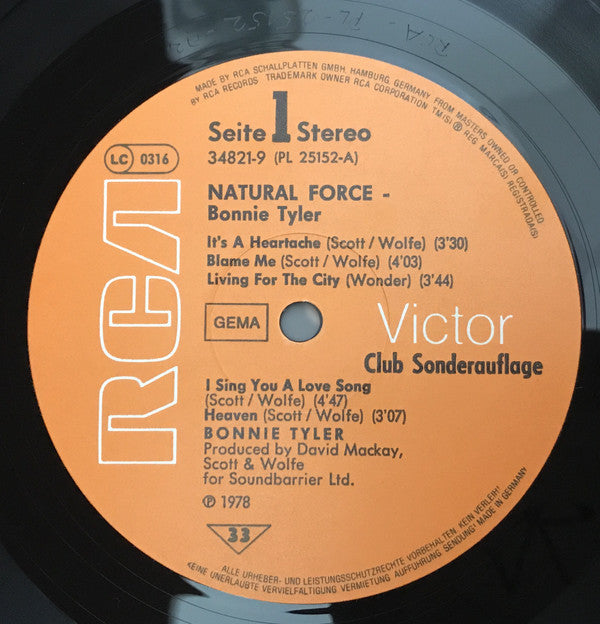 RCA - PL-25152-
MADE BY RCA SCHALLPLATTEN GMBH, HAMBURG, GERMANY, FROM MASTERS OWNED OR CONTROLLED
BY RCA RECORDS TRADEMARK OWNER RCA CORPORATION TM(S) ® REG. MARCA(S) REGISTRADA(S)
Seite 1 Stereo
34821-9 (PL 25152-A)
LC 0316
NATURAL FORCE -
Bonnie Tyler
It's A Heartache (Scott / Wolfe) (3'30)
Blame Me (Scott / Wolfe) (4'03)
Living For The City (Wonder) (3'44)
RCA
GEMA
Victor
Club Sonderauflage
I Sing You A Love Song
(Scott / Wolfe) (4'47)
Heaven (Scott / Wolfe) (3'07)
BONNIE TYLER
Produced by David Mackay,
Scott & Wolfe
for Soundbarrier Ltd.
℗ 1978
33
ALLE URHEBER- UND LEISTUNGSSCHUTZRECHTE VORBEHALTEN. KEIN VERLEIH!
KEINE UNERLAUBTE VERVIELFÄLTIGUNG, VERMIETUNG, AUFFÜHRUNG, SENDUNG! MADE IN GERMANY